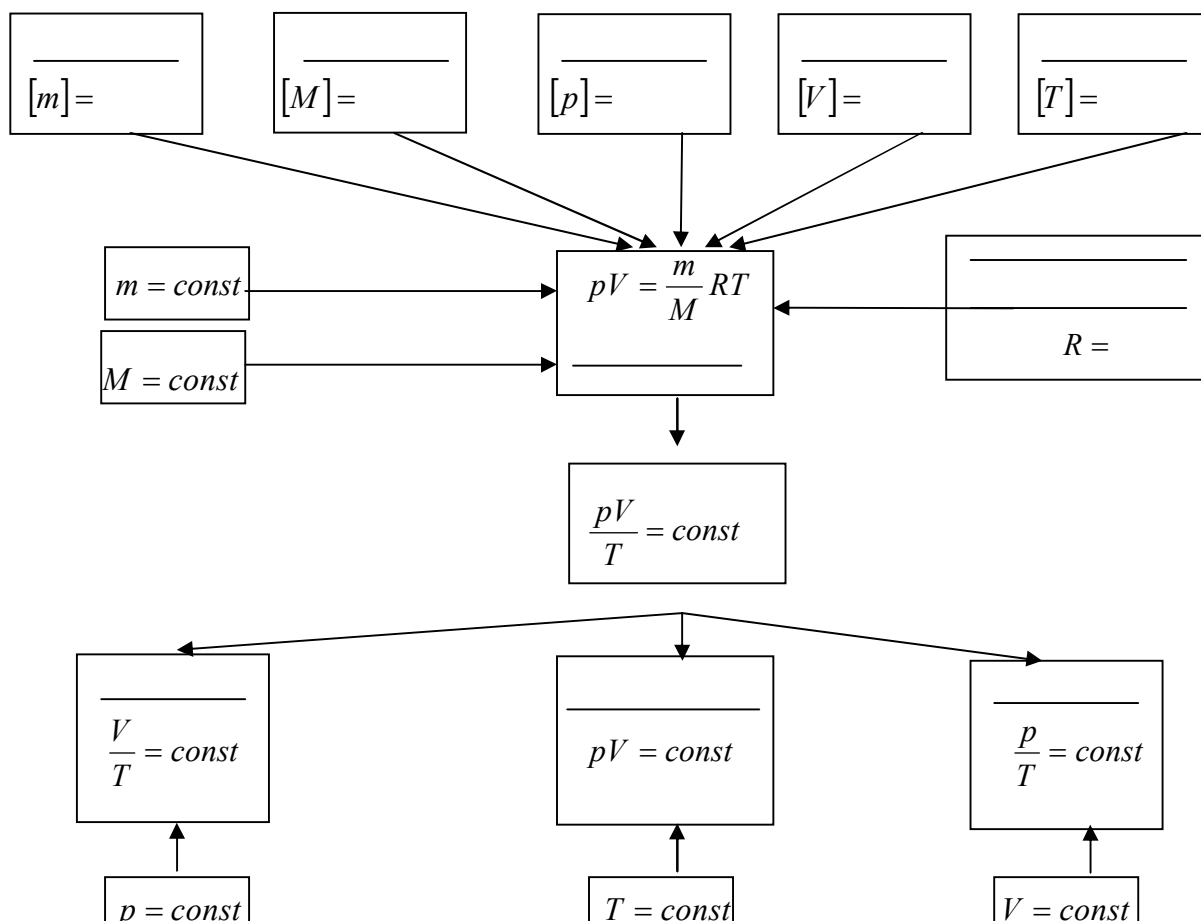 [m]=
[M]=
[p]=
[V]=
[T]=
m = const
pV = m/M RT
R =
M = const
pV/T = const
V/T = const
pV = const
p/T = const
p = const
T = const
V = const